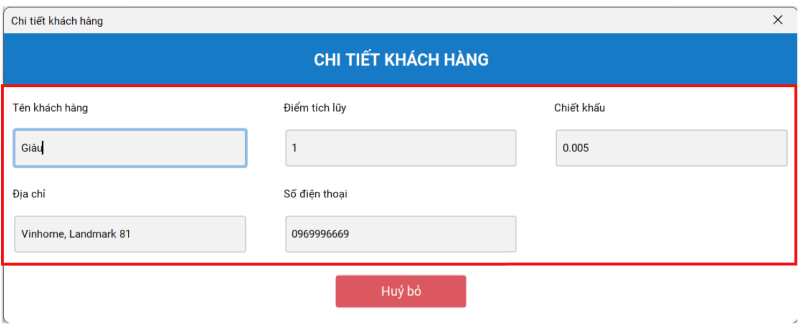 Chi tiết khách hàng
CHI TIẾT KHÁCH HÀNG
Tên khách hàng
Điểm tích lũy
Chiết khấu
Giàu
1
0.005
Địa chỉ
Số điện thoại
Vinhome, Landmark 81
0969996669
Huỷ bỏ